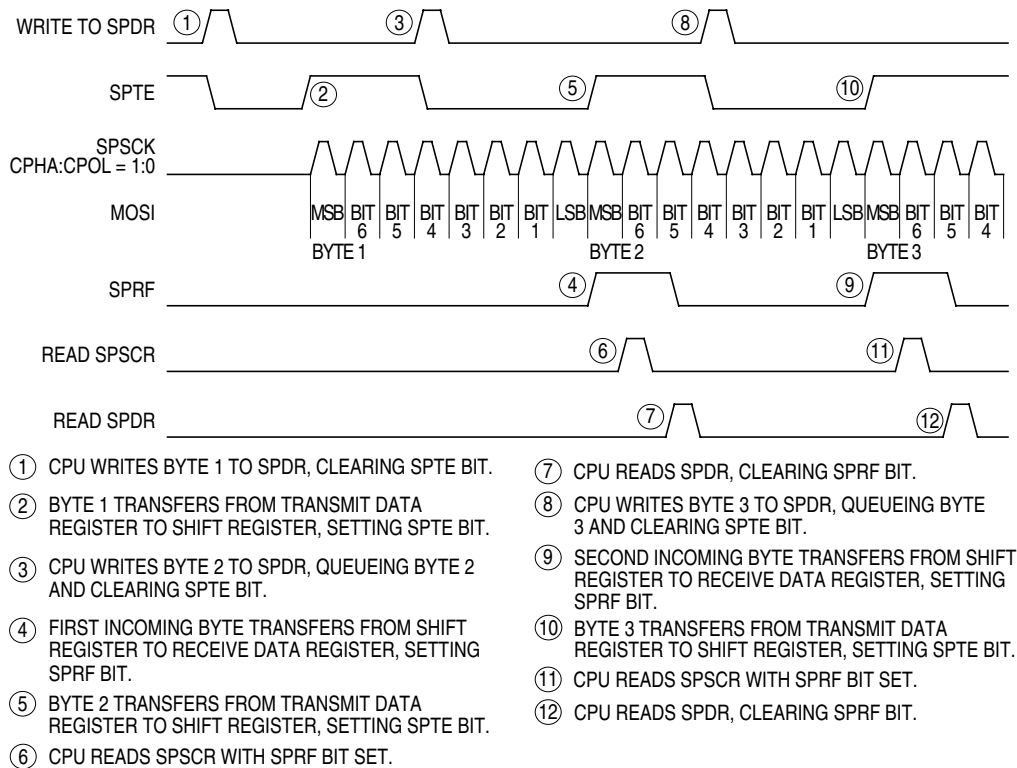 WRITE TO SPDR
1
3
8
SPTE
2
5
10
SPSCK
CPHA:CPOL = 1:0
MOSI
MSB BIT BIT BIT BIT BIT BIT LSB MSB BIT BIT BIT BIT BIT BIT LSB MSB BIT BIT BIT
6 5 4 3 2 1 6 5 4 3 2 1 6 5 4
BYTE 1 BYTE 2 BYTE 3
SPRF
4
9
READ SPSCR
6
11
READ SPDR
7
12
1 CPU WRITES BYTE 1 TO SPDR, CLEARING SPTE BIT.
2 BYTE 1 TRANSFERS FROM TRANSMIT DATA
REGISTER TO SHIFT REGISTER, SETTING SPTE BIT.
3 CPU WRITES BYTE 2 TO SPDR, QUEUEING BYTE 2
AND CLEARING SPTE BIT.
4 FIRST INCOMING BYTE TRANSFERS FROM SHIFT
REGISTER TO RECEIVE DATA REGISTER, SETTING
SPRF BIT.
5 BYTE 2 TRANSFERS FROM TRANSMIT DATA
REGISTER TO SHIFT REGISTER, SETTING SPTE BIT.
6 CPU READS SPSCR WITH SPRF BIT SET.
7 CPU READS SPDR, CLEARING SPRF BIT.
8 CPU WRITES BYTE 3 TO SPDR, QUEUEING BYTE
3 AND CLEARING SPTE BIT.
9 SECOND INCOMING BYTE TRANSFERS FROM SHIFT
REGISTER TO RECEIVE DATA REGISTER, SETTING
SPRF BIT.
10 BYTE 3 TRANSFERS FROM TRANSMIT DATA
REGISTER TO SHIFT REGISTER, SETTING SPTE BIT.
11 CPU READS SPSCR WITH SPRF BIT SET.
12 CPU READS SPDR, CLEARING SPRF BIT.